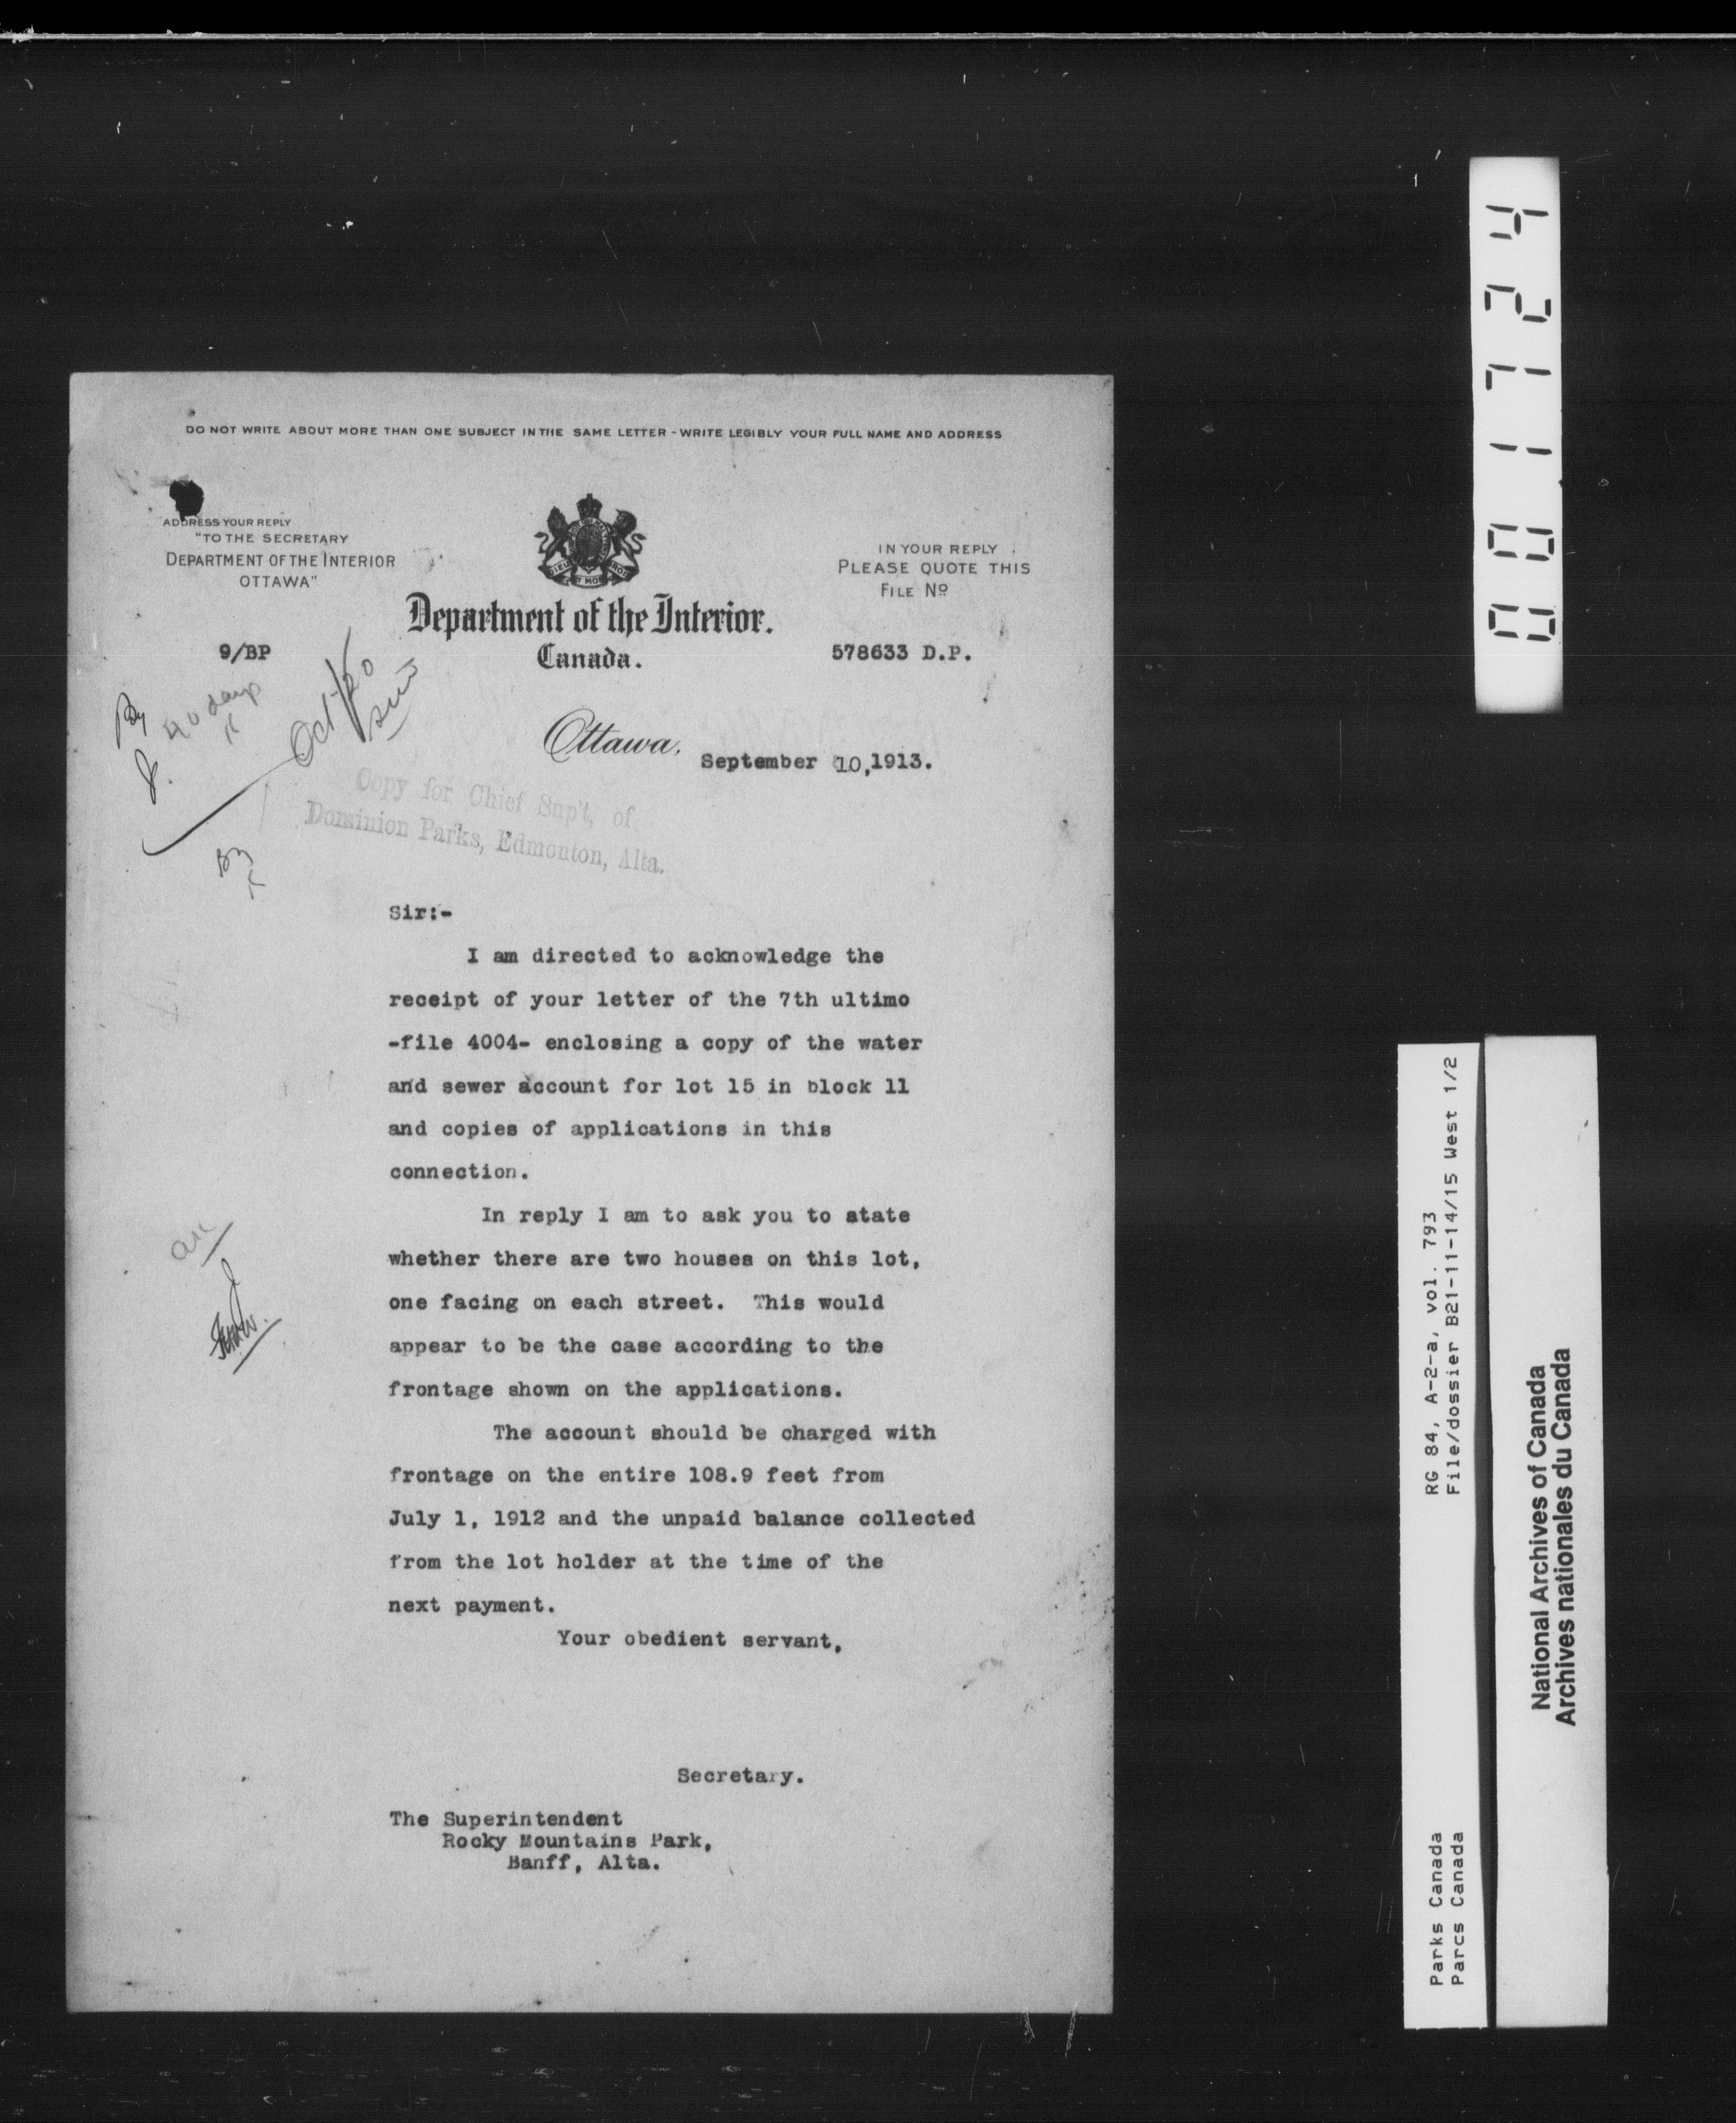 DO NOT WRITE ABOUT MORE THAN ONE SUBJECT IN THE SAME LETTER - WRITE LEGIBLY YOUR FULL NAME AND ADDRESS
ADDRESS YOUR REPLY
"TO THE SECRETARY
DEPARTMENT OF THE INTERIOR
OTTAWA"
IN YOUR REPLY
PLEASE QUOTE THIS
FILE No
Department of the Interior.
Canada.
9/BP
578633 D.P.
By
40 days
Oct
Ottawa,
September 10, 1913.
Copy for Chief Sup't, of
Dominion Parks, Edmonton, Alta.
Sir:-
I am directed to acknowledge the
receipt of your letter of the 7th ultimo
-file 4004- enclosing a copy of the water
and sewer account for lot 15 in block 11
and copies of applications in this
connection.
In reply I am to ask you to state
whether there are two houses on this lot,
one facing on each street. This would
appear to be the case according to the
frontage shown on the applications.
The account should be charged with
frontage on the entire 108.9 feet from
July 1, 1912 and the unpaid balance collected
from the lot holder at the time of the
next payment.
Your obedient servant,
Secretary.
The Superintendent
Rocky Mountains Park,
Banff, Alta.
001724
RG 84, A-2-a, vol. 793
File/dossier B21-11-14/15 West 1/2
Parks Canada
Parcs Canada
National Archives of Canada
Archives nationales du Canada